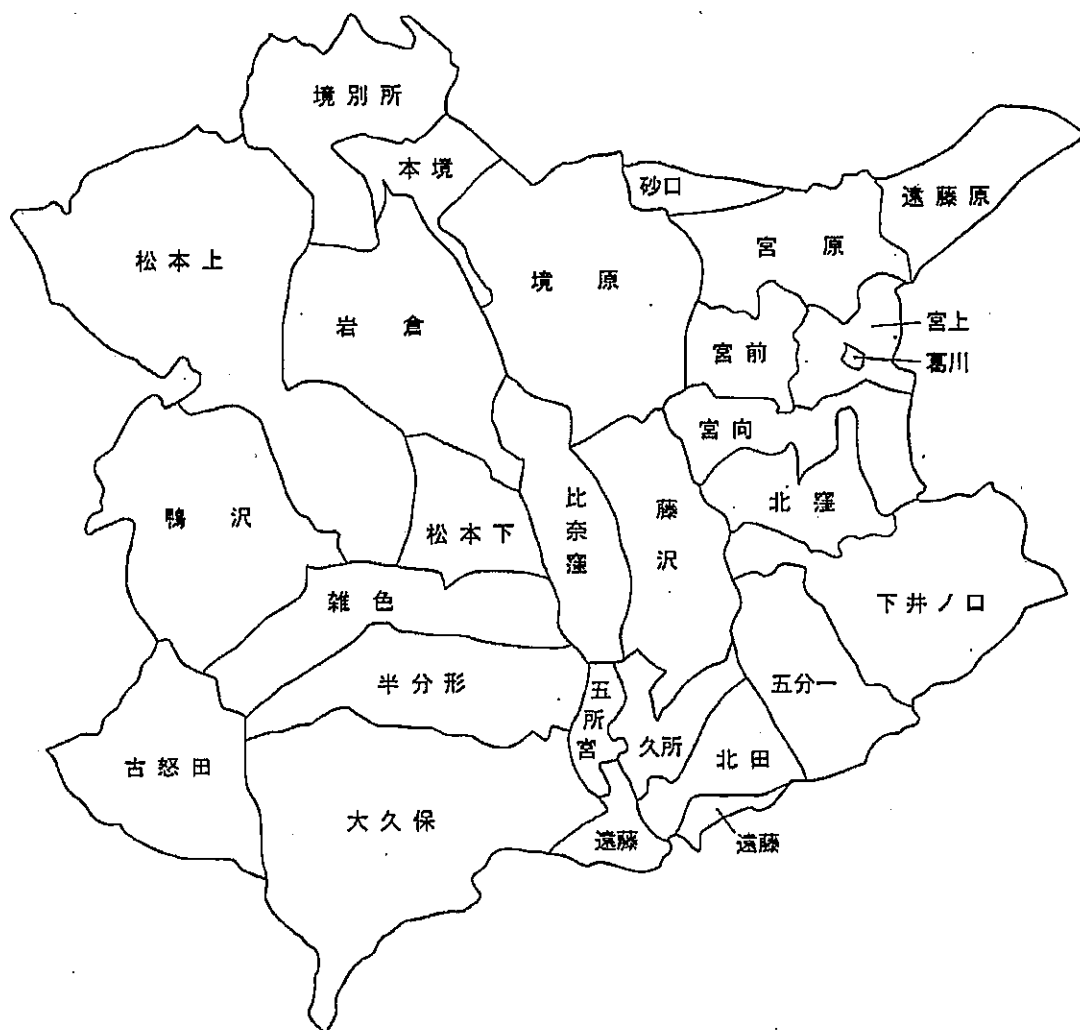 境別所
本境
砂口
遠藤原
松本上
宮原
境原
岩倉
宮上
宮前
葛川
宮向
比奈窪
藤沢
北窪
鴨沢
松本下
雑色
下井ノ口
半分形
五所宮
五分一
古怒田
久所
北田
大久保
遠藤
遠藤